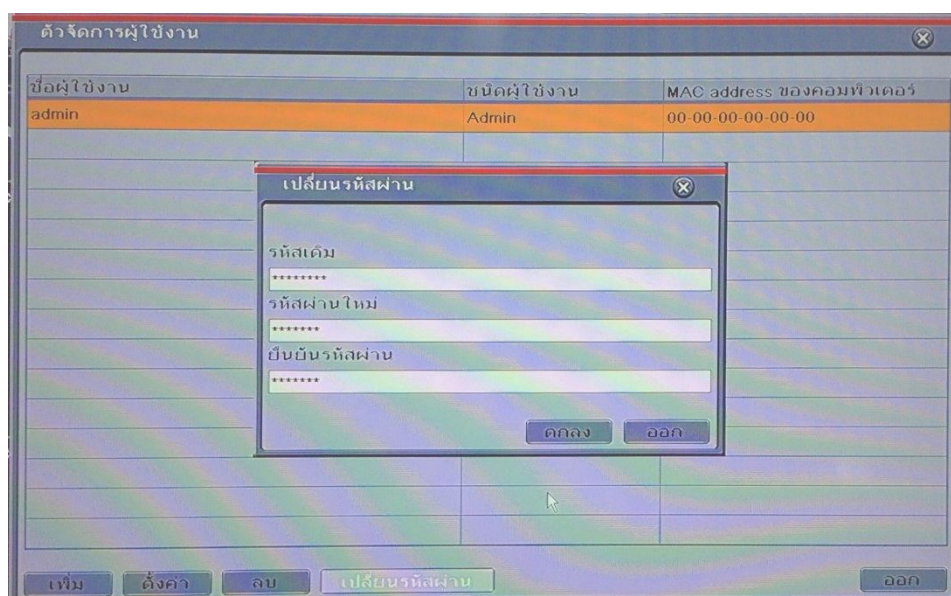 ตัวจัดการผู้ใช้งาน
ชื่อผู้ใช้งาน ชนิดผู้ใช้งาน MAC address ของคอมพิวเตอร์
admin Admin 00-00-00-00-00-00
เปลี่ยนรหัสผ่าน
รหัสเดิม
********
รหัสผ่านใหม่
*******
ยืนยันรหัสผ่าน
*******
ตกลง ออก
เพิ่ม ตั้งค่า ลบ เปลี่ยนรหัสผ่าน ออก